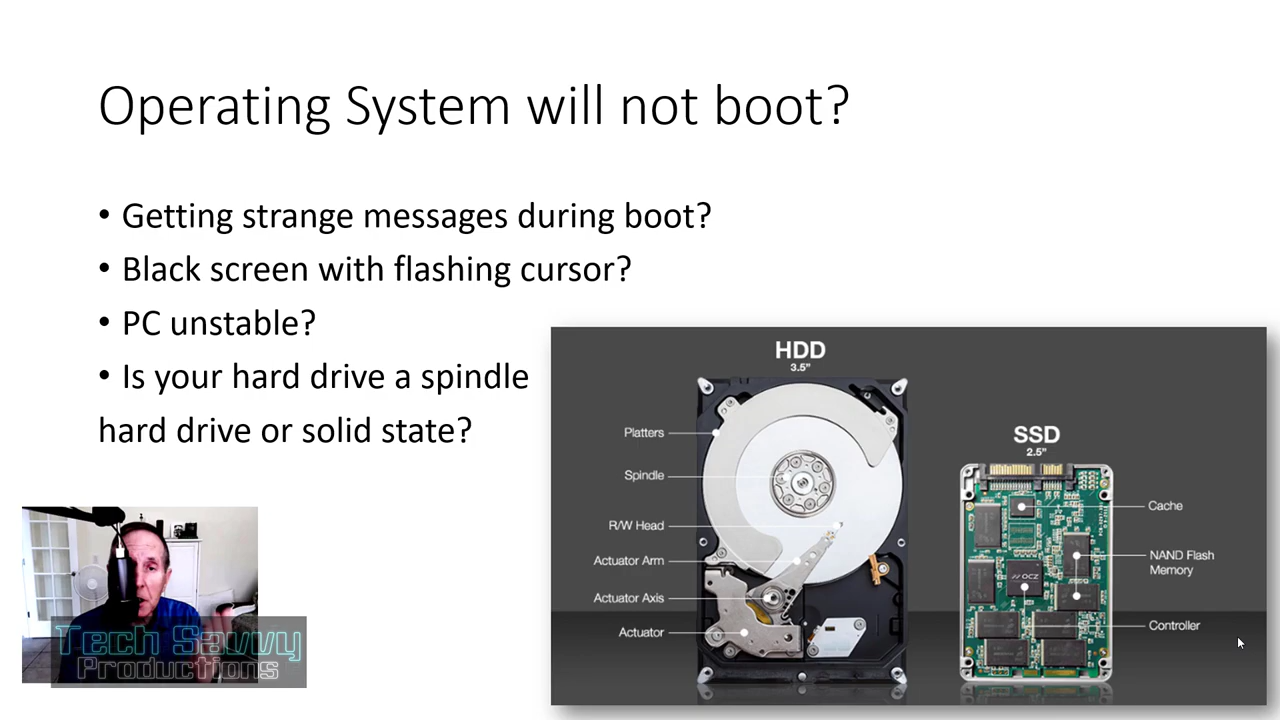 Operating System will not boot?
• Getting strange messages during boot?
• Black screen with flashing cursor?
• PC unstable?
• Is your hard drive a spindle
hard drive or solid state?
HDD
3.5"
Platters
Spindle
R/W Head
Actuator Arm
Actuator Axis
Actuator
SSD
2.5"
Cache
NAND Flash
Memory
Controller
OCZ
Tech Savvy
Productions